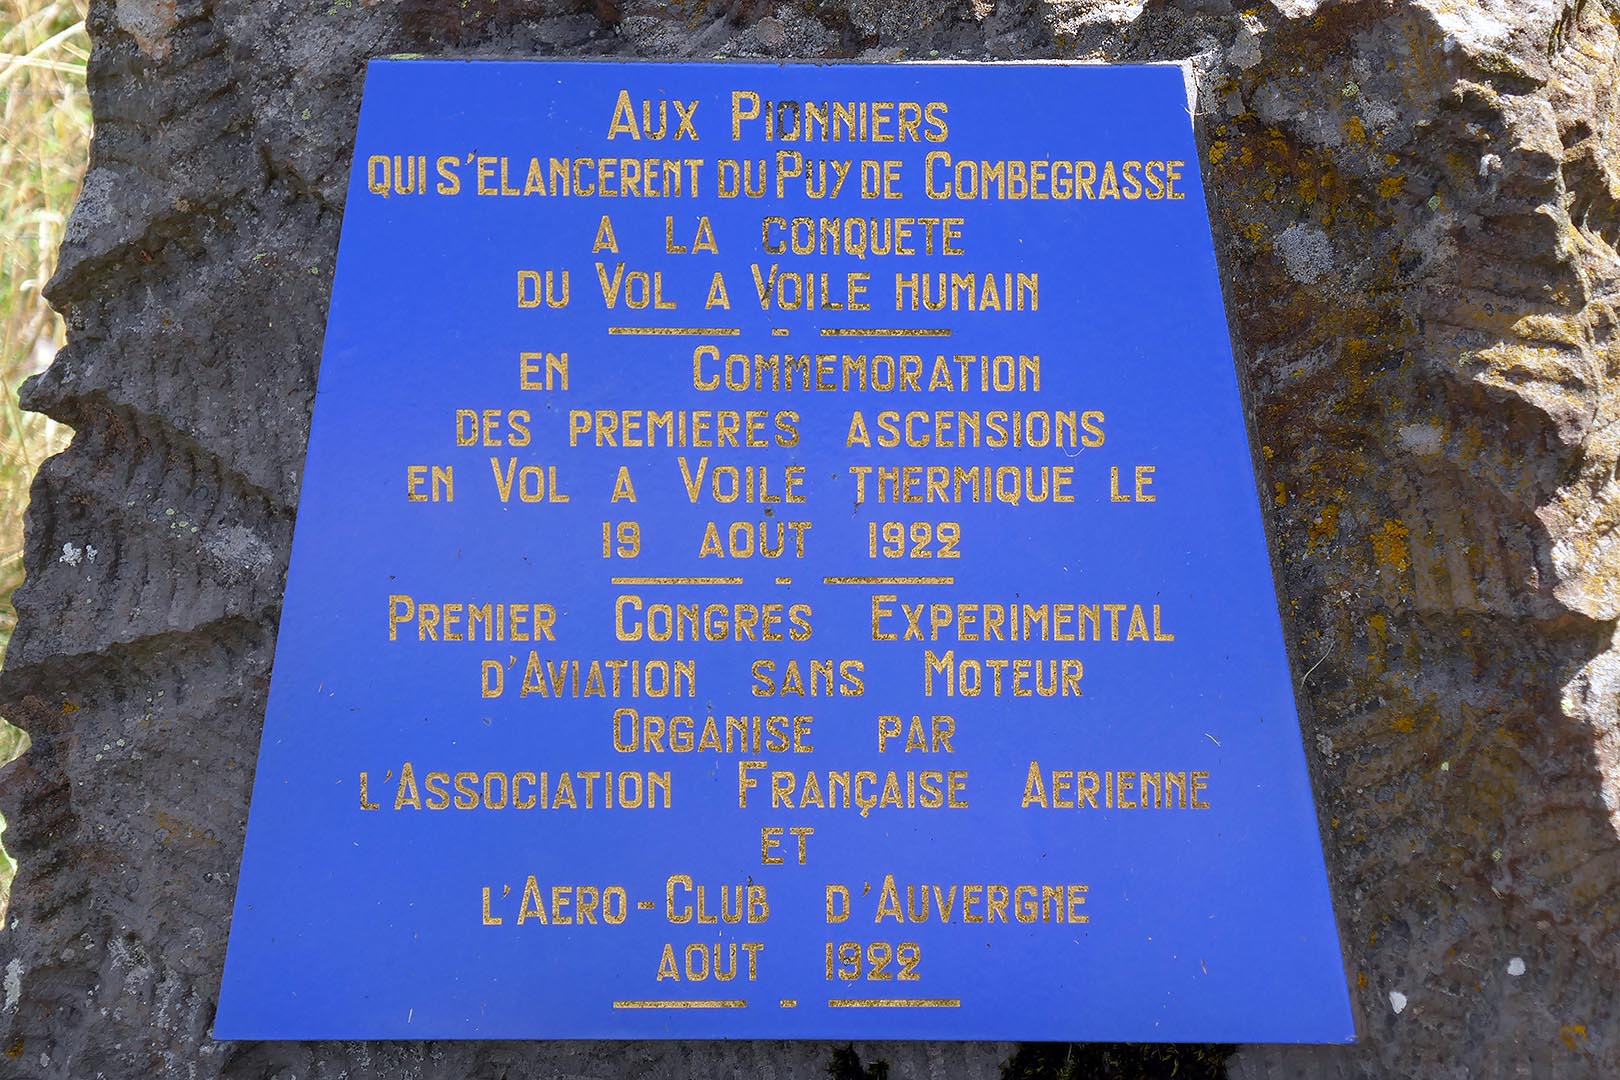 AUX PIONNIERS
QUI S'ELANCERENT DU PUY DE COMBEGRASSE
A LA CONQUETE
DU VOL A VOILE HUMAIN
EN COMMEMORATION
DES PREMIERES ASCENSIONS
EN VOL A VOILE THERMIQUE LE
19 AOUT 1922
PREMIER CONGRES EXPERIMENTAL
D'AVIATION SANS MOTEUR
ORGANISE PAR
L'ASSOCIATION FRANÇAISE AERIENNE
ET
L'AERO-CLUB D'AUVERGNE
AOUT 1922